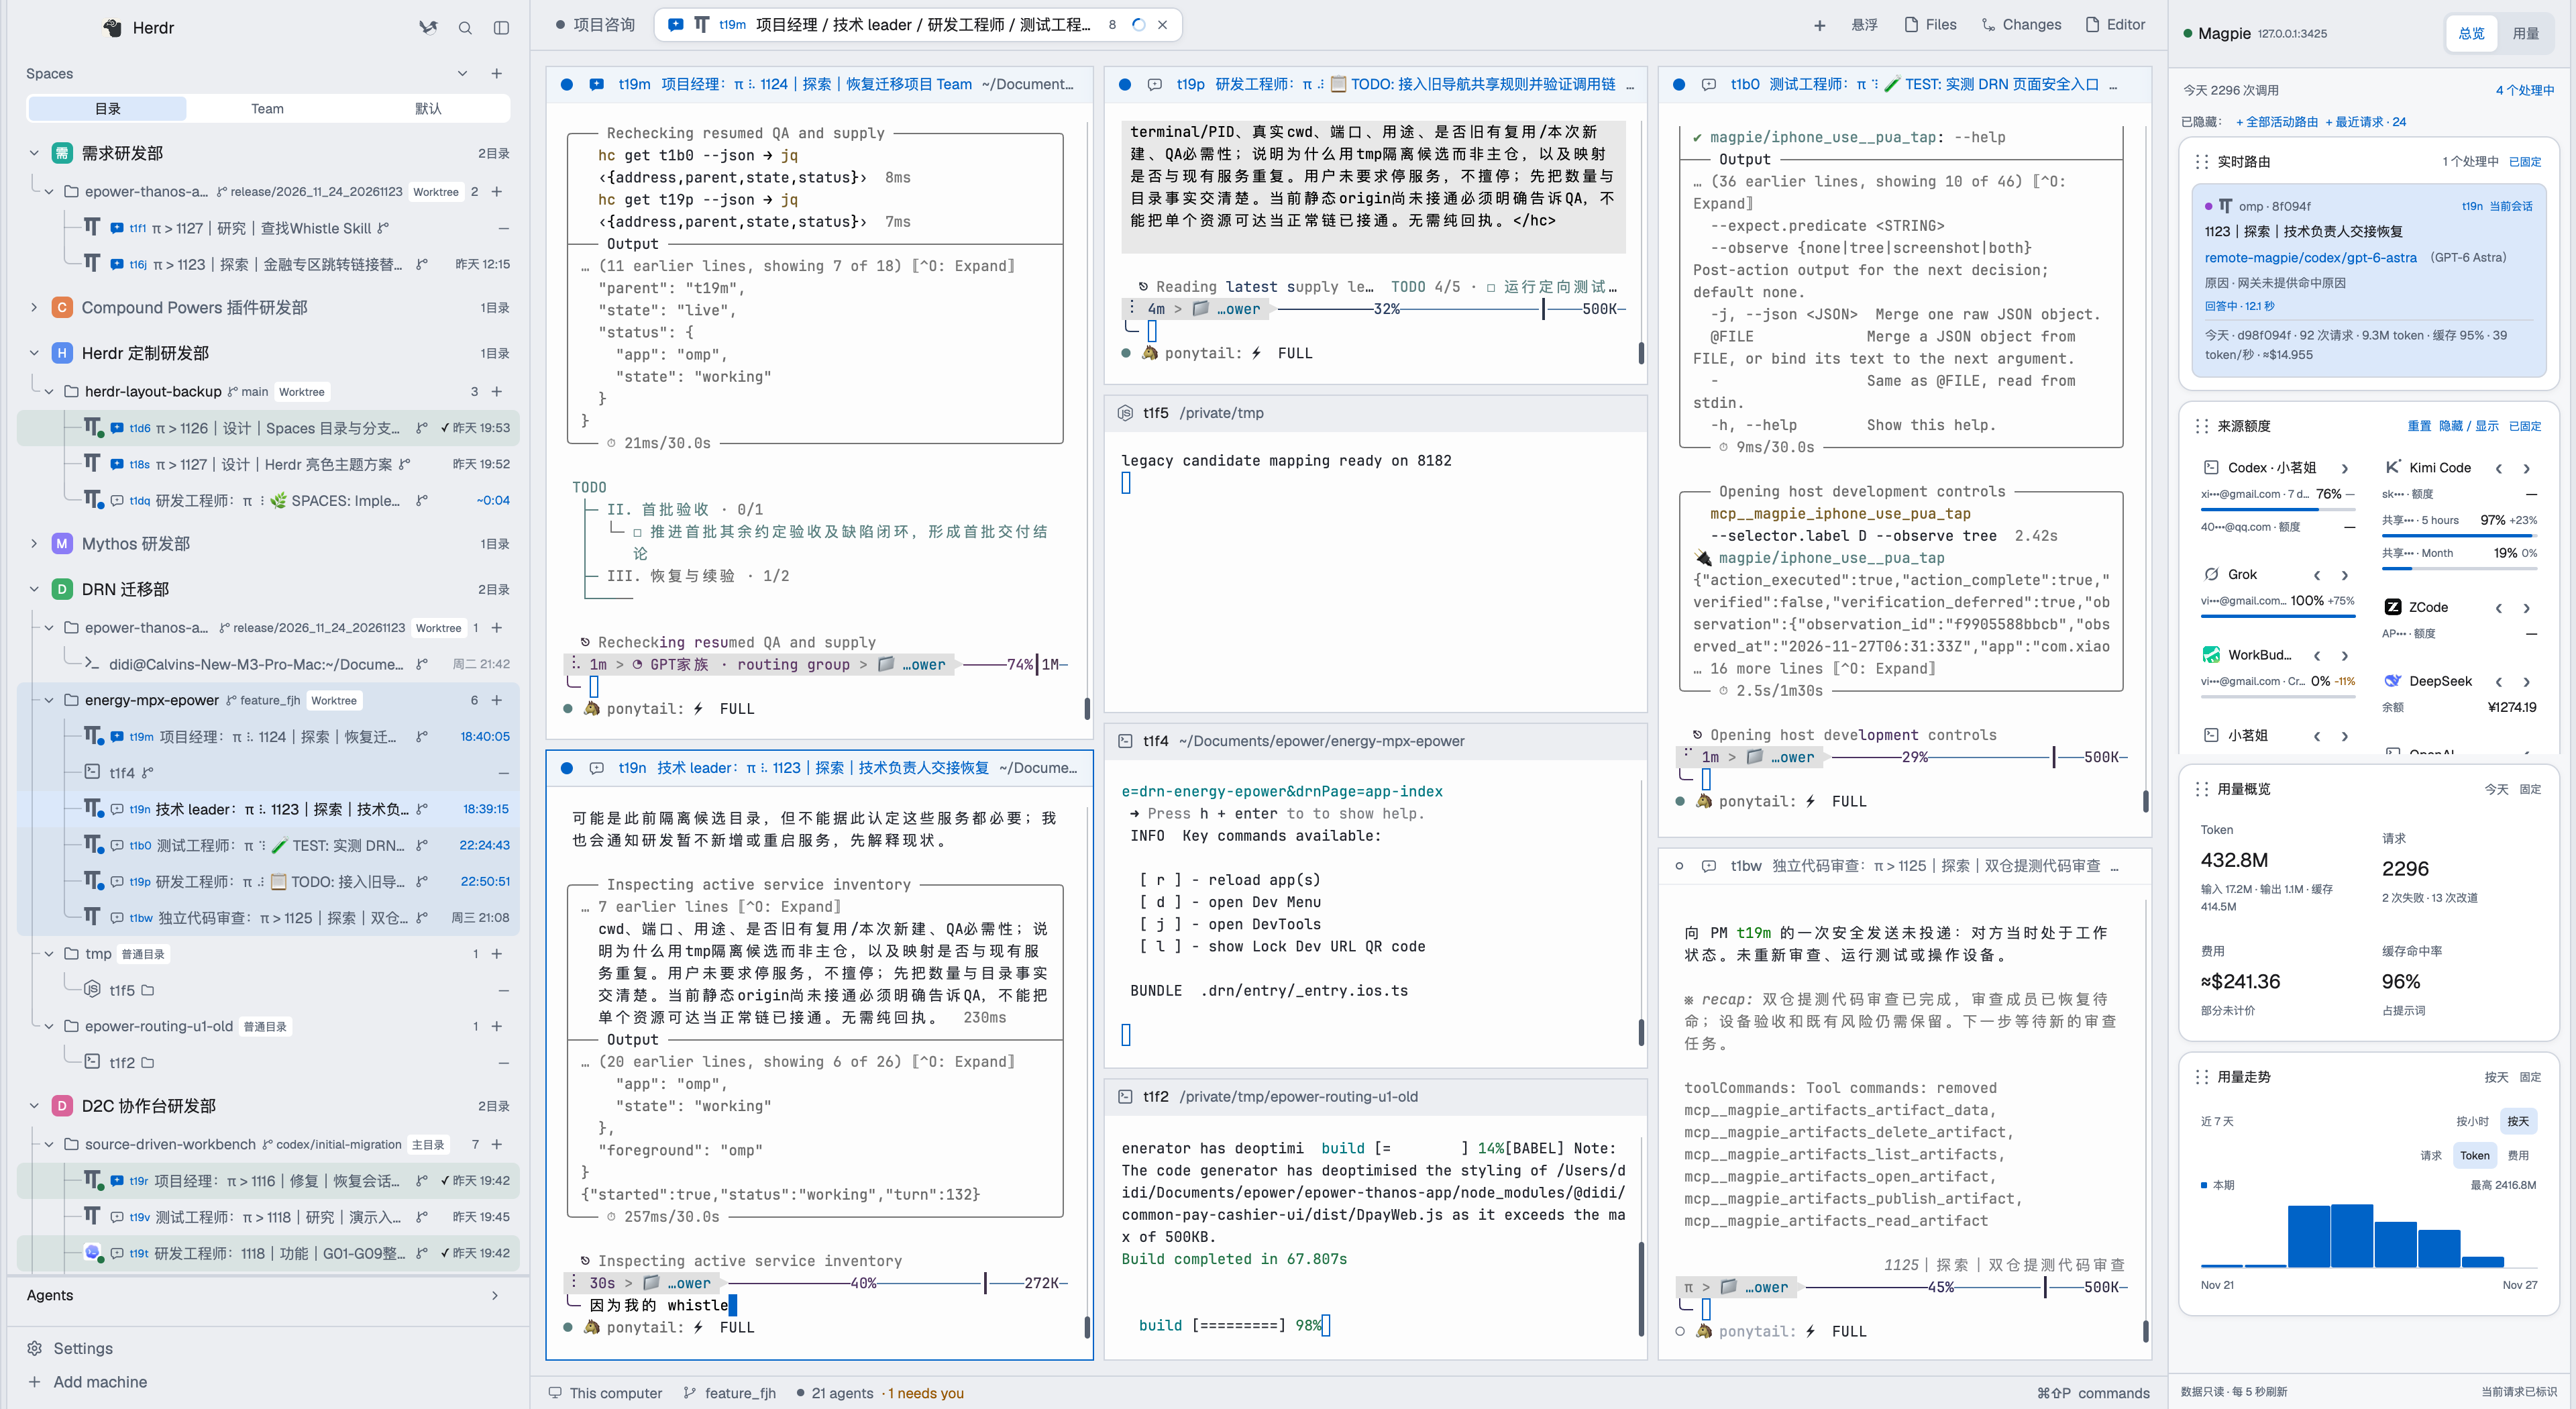 Herdr
Spaces
目录
Team
默认
需 需求研发部 2目录
epower-thanos-a... release/2026_11_24_20261123 Worktree 2 +
t1f1 π > 1127 | 研究 | 查找Whistle Skill —
t16j π > 1123 | 探索 | 金融专区跳转链接替... 昨天 12:15
C Compound Powers 插件研发部 1目录
H Herdr 定制研发部 1目录
herdr-layout-backup main Worktree 3 +
t1d6 π > 1126 | 设计 | Spaces 目录与分支... ✓ 昨天 19:53
t18s π > 1127 | 设计 | Herdr 亮色主题方案 昨天 19:52
t1dq 研发工程师: π ⠇🌿 SPACES: Imple... ~0:04
M Mythos 研发部 1目录
D DRN 迁移部 2目录
epower-thanos-a... release/2026_11_24_20261123 Worktree 1 +
didi@Calvins-New-M3-Pro-Mac:~/Docume... 周二 21:42
energy-mpx-epower feature_fjh Worktree 6 +
t19m 项目经理: π 1124 | 探索 | 恢复迁... 18:40:05
t1f4 —
t19n 技术 leader: π 1123 | 探索 | 技术负... 18:39:15
t1b0 测试工程师: π 🧪 TEST: 实测 DRN... 22:24:43
t19p 研发工程师: π 📋 TODO: 接入旧导... 22:50:51
t1bw 独立代码审查: π > 1125 | 探索 | 双仓... 周三 21:08
tmp 普通目录 1 +
t1f5 —
epower-routing-u1-old 普通目录 1 +
t1f2 —
D D2C 协作台研发部 2目录
source-driven-workbench codex/initial-migration 主目录 7 +
t19r 项目经理: π > 1116 | 修复 | 恢复会话... ✓ 昨天 19:42
t19v 测试工程师: π > 1118 | 研究 | 演示入... 昨天 19:45
t19t 研发工程师: 1118 | 功能 | G01-G09整... ✓ 昨天 19:42
Agents
Settings
+ Add machine
项目咨询
t19m 项目经理 / 技术 leader / 研发工程师 / 测试工程... 8
+ 悬浮 Files Changes Editor
t19m 项目经理: π 1124 | 探索 | 恢复迁移项目 Team ~/Document...
Rechecking resumed QA and supply
hc get t1b0 --json → jq
‹{address,parent,state,status}› 8ms
hc get t19p --json → jq
‹{address,parent,state,status}› 7ms
Output
… (11 earlier lines, showing 7 of 18) ⟦^O: Expand⟧
"parent": "t19m",
"state": "live",
"status": {
"app": "omp",
"state": "working"
}
}
21ms/30.0s
TODO
II. 首批验收 · 0/1
□ 推进首批其余约定验收及缺陷闭环，形成首批交付结
论
III. 恢复与续验 · 1/2
Rechecking resumed QA and supply
1m > GPT家族 · routing group > …ower 74% 1M
ponytail: ⚡ FULL
t19n 技术 leader: π 1123 | 探索 | 技术负责人交接恢复 ~/Docume...
可能是此前隔离候选目录，但不能据此认定这些服务都必要；我
也会通知研发暂不新增或重启服务，先解释现状。
Inspecting active service inventory
… 7 earlier lines ⟦^O: Expand⟧
cwd、端口、用途、是否旧有复用/本次新建、QA必需性；说
明为什么用tmp隔离候选而非主仓，以及映射是否与现有服
务重复。用户未要求停服务，不擅停；先把数量与目录事实
交清楚。当前静态origin尚未接通必须明确告诉QA，不能把
单个资源可达当正常链已接通。无需纯回执。 230ms
Output
… (20 earlier lines, showing 6 of 26) ⟦^O: Expand⟧
"app": "omp",
"state": "working"
},
"foreground": "omp"
}
{"started":true,"status":"working","turn":132}
257ms/30.0s
Inspecting active service inventory
30s > …ower 40% 272K
因为我的 whistle
ponytail: ⚡ FULL
t19p 研发工程师: π 📋 TODO: 接入旧导航共享规则并验证调用链 ...
terminal/PID、真实cwd、端口、用途、是否旧有复用/本次新
建、QA必需性；说明为什么用tmp隔离候选而非主仓，以及映射
是否与现有服务重复。用户未要求停服务，不擅停；先把数量与
目录事实交清楚。当前静态origin尚未接通必须明确告诉QA，不
能把单个资源可达当正常链已接通。无需纯回执。</hc>
Reading latest supply le… TODO 4/5 · □ 运行定向测试…
4m > …ower 32% 500K
ponytail: ⚡ FULL
t1f5 /private/tmp
legacy candidate mapping ready on 8182
t1f4 ~/Documents/epower/energy-mpx-epower
e=drn-energy-epower&drnPage=app-index
→ Press h + enter to to show help.
INFO Key commands available:
[ r ] - reload app(s)
[ d ] - open Dev Menu
[ j ] - open DevTools
[ l ] - show Lock Dev URL QR code
BUNDLE .drn/entry/_entry.ios.ts
t1f2 /private/tmp/epower-routing-u1-old
enerator has deoptimi build [= ] 14%[BABEL] Note:
The code generator has deoptimised the styling of /Users/d
idi/Documents/epower/epower-thanos-app/node_modules/@didi/
common-pay-cashier-ui/dist/DpayWeb.js as it exceeds the ma
x of 500KB.
Build completed in 67.807s
build [=========] 98%
t1b0 测试工程师: π 🧪 TEST: 实测 DRN 页面安全入口 ...
✔ magpie/iphone_use__pua_tap: --help
Output
… (36 earlier lines, showing 10 of 46) ⟦^O:
Expand⟧
--expect.predicate <STRING>
--observe {none|tree|screenshot|both}
Post-action output for the next decision;
default none.
-j, --json <JSON> Merge one raw JSON object.
@FILE Merge a JSON object from
FILE, or bind its text to the next argument.
- Same as @FILE, read from
stdin.
-h, --help Show this help.
9ms/30.0s
Opening host development controls
mcp__magpie_iphone_use_pua_tap
--selector.label D --observe tree 2.42s
magpie/iphone_use__pua_tap
{"action_executed":true,"action_complete":true,"
verified":false,"verification_deferred":true,"ob
servation":{"observation_id":"f9905588bbcb","obs
erved_at":"2026-11-27T06:31:33Z","app":"com.xiao
… 16 more lines ⟦^O: Expand⟧
2.5s/1m30s
Opening host development controls
1m > …ower 29% 500K
ponytail: ⚡ FULL
t1bw 独立代码审查: π > 1125 | 探索 | 双仓提测代码审查 ...
向 PM t19m 的一次安全发送未投递：对方当时处于工作
状态。未重新审查、运行测试或操作设备。
※ recap: 双仓提测代码审查已完成，审查成员已恢复待
命；设备验收和既有风险仍需保留。下一步等待新的审查
任务。
toolCommands: Tool commands: removed
mcp__magpie_artifacts_artifact_data,
mcp__magpie_artifacts_delete_artifact,
mcp__magpie_artifacts_list_artifacts,
mcp__magpie_artifacts_open_artifact,
mcp__magpie_artifacts_publish_artifact,
mcp__magpie_artifacts_read_artifact
1125 | 探索 | 双仓提测代码审查
π > …ower 45% 500K
ponytail: ⚡ FULL
This computer feature_fjh 21 agents · 1 needs you ⌘⇧P commands
Magpie 127.0.0.1:3425 总览 用量
今天 2296 次调用 4 个处理中
已隐藏: + 全部活动路由 + 最近请求 · 24
实时路由 1 个处理中 已固定
omp · 8f094f t19n 当前会话
1123 | 探索 | 技术负责人交接恢复
remote-magpie/codex/gpt-6-astra （GPT-6 Astra）
原因 · 网关未提供命中原因
回答中 · 12.1 秒
今天 · d98f094f · 92 次请求 · 9.3M token · 缓存 95% · 39
token/秒 · ≈$14.955
来源额度 重置 隐藏 / 显示 已固定
Codex · 小茗姐
xi•••@gmail.com · 7 d... 76% —
40•••@qq.com · 额度 —
Grok
vi•••@gmail.com... 100% +75%
WorkBud...
vi•••@gmail.com · Cr... 0% -11%
小茗姐
Kimi Code
sk••• · 额度 —
共享••• · 5 hours 97% +23%
共享••• · Month 19% 0%
ZCode
AP••• · 额度 —
DeepSeek
余额 ¥1274.19
OpenAI
用量概览 今天 固定
Token
432.8M
输入 17.2M · 输出 1.1M · 缓存
414.5M
请求
2296
2 次失败 · 13 次改道
费用
≈$241.36
部分未计价
缓存命中率
96%
占提示词
用量走势 按天 固定
近 7 天 按小时 按天
请求 Token 费用
本期 最高 2416.8M
Nov 21 Nov 27
数据只读 · 每 5 秒刷新 当前请求已标识